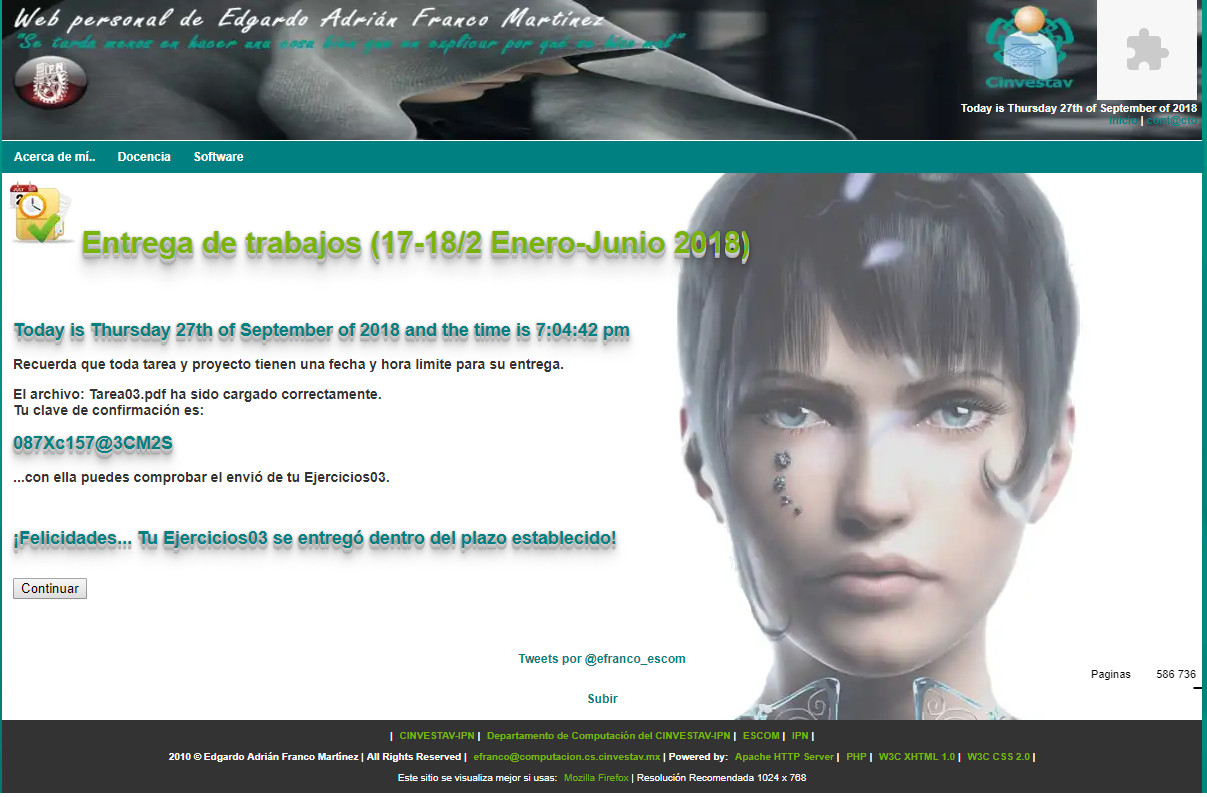 Web personal de Edgardo Adrián Franco Martínez
"Se tarda menos en hacer una cosa bien que en explicar por qué se hizo mal"
IPN
ESCOM
Cinvestav
Today is Thursday 27th of September of 2018
Inicio | Cont@cto
Acerca de mí.. Docencia Software
JULY
Entrega de trabajos (17-18/2 Enero-Junio 2018)
Today is Thursday 27th of September of 2018 and the time is 7:04:42 pm
Recuerda que toda tarea y proyecto tienen una fecha y hora limite para su entrega.
El archivo: Tarea03.pdf ha sido cargado correctamente.
Tu clave de confirmación es:
087Xc157@3CM2S
...con ella puedes comprobar el envió de tu Ejercicios03.
¡Felicidades... Tu Ejercicios03 se entregó dentro del plazo establecido!
Continuar
Tweets por @efranco_escom
Paginas 586 736
Subir
| CINVESTAV-IPN | Departamento de Computación del CINVESTAV-IPN | ESCOM | IPN |
2010 © Edgardo Adrián Franco Martínez | All Rights Reserved | efranco@computacion.cs.cinvestav.mx | Powered by: Apache HTTP Server | PHP | W3C XHTML 1.0 | W3C CSS 2.0 |
Este sitio se visualiza mejor si usas: Mozilla Firefox | Resolución Recomendada 1024 x 768